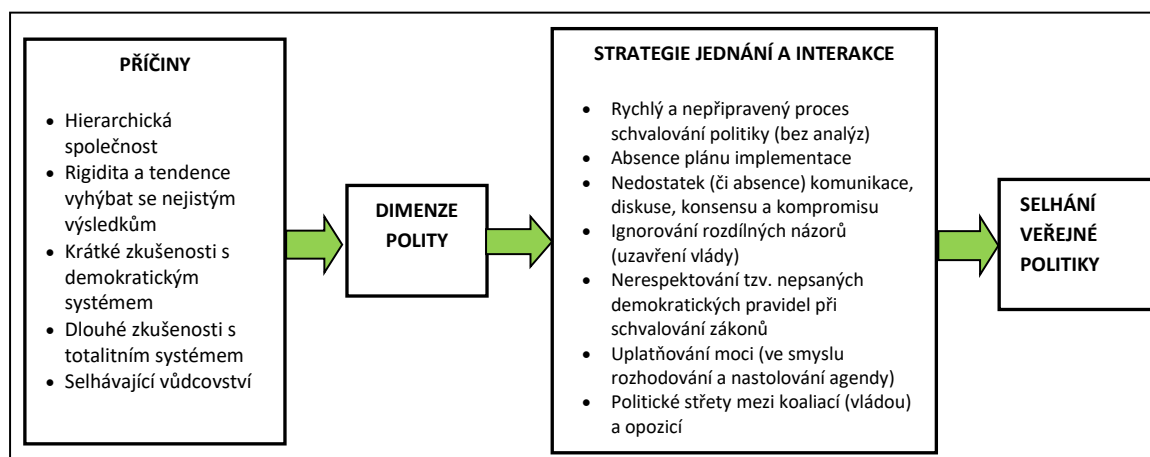 PŘÍČINY
• Hierarchická
společnost
• Rigidita a tendence
vyhýbat se nejistým
výsledkům
• Krátké zkušenosti s
demokratickým
systémem
• Dlouhé zkušenosti s
totalitním systémem
• Selhávající vůdcovství
DIMENZE
POLITY
STRATEGIE JEDNÁNÍ A INTERAKCE
• Rychlý a nepřipravený proces
schvalování politiky (bez analýz)
• Absence plánu implementace
• Nedostatek (či absence) komunikace,
diskuse, konsensu a kompromisu
• Ignorování rozdílných názorů
(uzavření vlády)
• Nerespektování tzv. nepsaných
demokratických pravidel při
schvalování zákonů
• Uplatňování moci (ve smyslu
rozhodování a nastolování agendy)
• Politické střety mezi koaliací (vládou)
a opozicí
SELHÁNÍ
VEŘEJNÉ
POLITIKY